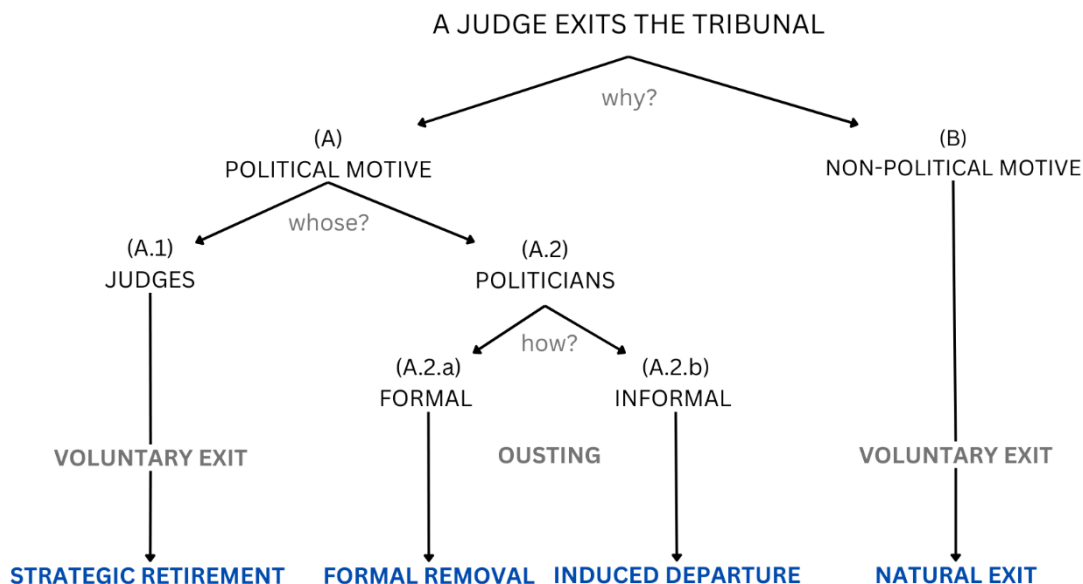 A JUDGE EXITS THE TRIBUNAL
why?
(A)
POLITICAL MOTIVE
(B)
NON-POLITICAL MOTIVE
whose?
(A.1)
JUDGES
(A.2)
POLITICIANS
how?
(A.2.a)
FORMAL
(A.2.b)
INFORMAL
VOLUNTARY EXIT
OUSTING
VOLUNTARY EXIT
STRATEGIC RETIREMENT
FORMAL REMOVAL
INDUCED DEPARTURE
NATURAL EXIT